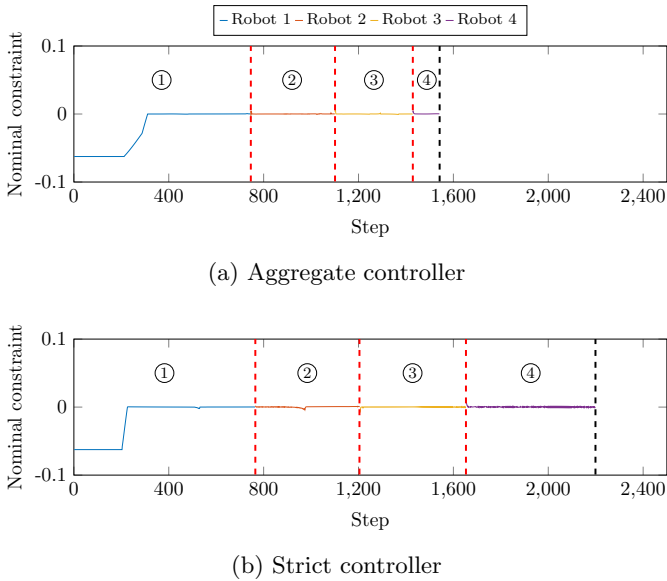 Robot 1 Robot 2 Robot 3 Robot 4
0.1
① ② ③ ④
0
-0.1
0 400 800 1,200 1,600 2,000 2,400
Nominal constraint
Step
(a) Aggregate controller
0.1
① ② ③ ④
0
-0.1
0 400 800 1,200 1,600 2,000 2,400
Nominal constraint
Step
(b) Strict controller